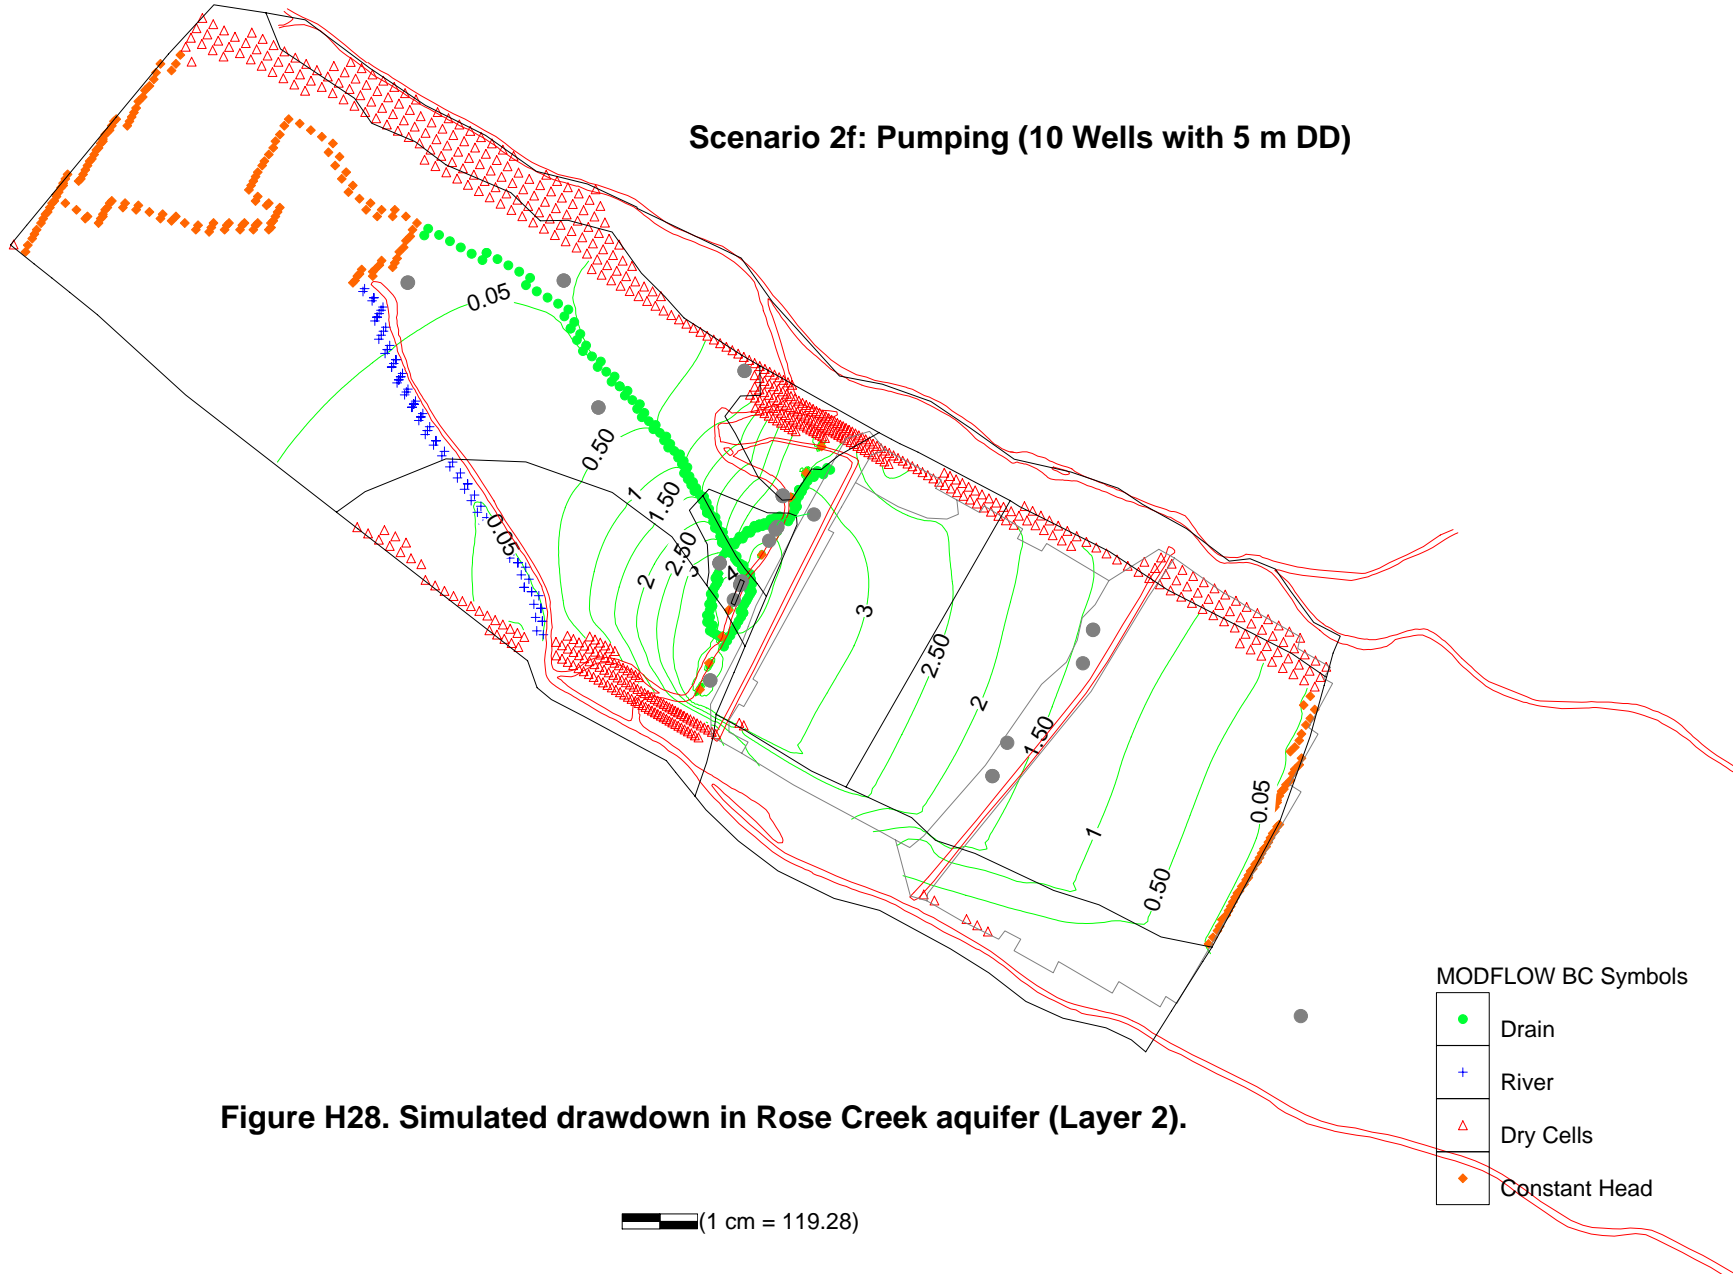 Scenario 2f: Pumping (10 Wells with 5 m DD)
0.05
0.50
1
1.50
2.50
2
3
4
0.05
3
2.50
2
1.50
1
0.50
0.05
MODFLOW BC Symbols
Drain
River
Dry Cells
Constant Head
Figure H28. Simulated drawdown in Rose Creek aquifer (Layer 2).
(1 cm = 119.28)